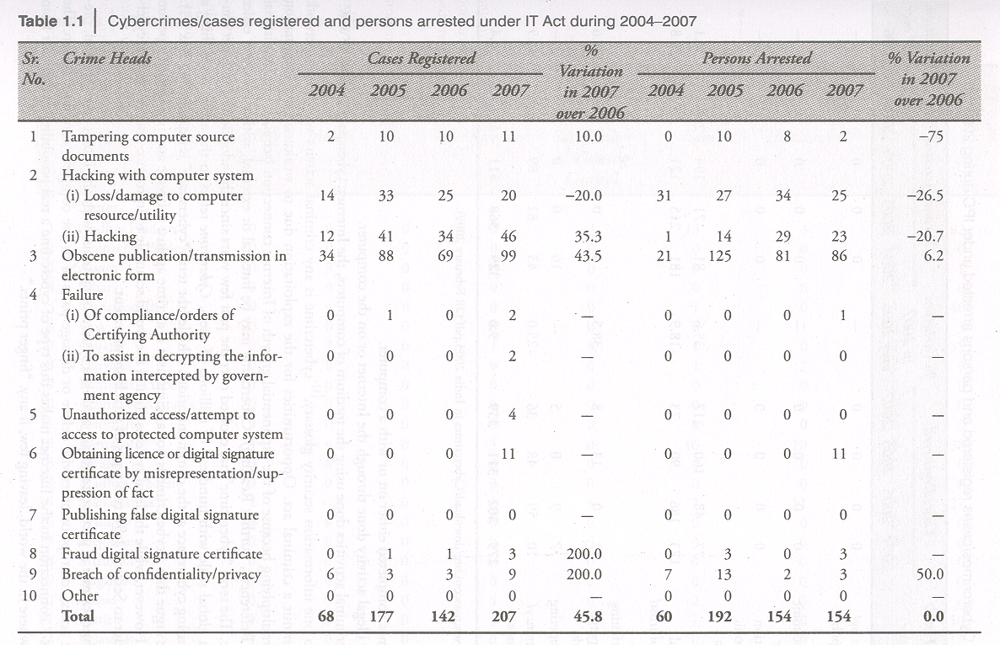 Table 1.1 | Cybercrimes/cases registered and persons arrested under IT Act during 2004–2007
Sr. No. Crime Heads Cases Registered % Variation in 2007 over 2006 Persons Arrested % Variation in 2007 over 2006
2004 2005 2006 2007 2004 2005 2006 2007
1 Tampering computer source 2 10 10 11 10.0 0 10 8 2 –75
documents
2 Hacking with computer system
(i) Loss/damage to computer 14 33 25 20 –20.0 31 27 34 25 –26.5
resource/utility
(ii) Hacking 12 41 34 46 35.3 1 14 29 23 –20.7
3 Obscene publication/transmission in 34 88 69 99 43.5 21 125 81 86 6.2
electronic form
4 Failure
(i) Of compliance/orders of 0 1 0 2 — 0 0 0 1 —
Certifying Authority
(ii) To assist in decrypting the infor- 0 0 0 2 — 0 0 0 0 —
mation intercepted by govern-
ment agency
5 Unauthorized access/attempt to 0 0 0 4 — 0 0 0 0 —
access to protected computer system
6 Obtaining licence or digital signature 0 0 0 11 — 0 0 0 11 —
certificate by misrepresentation/sup-
pression of fact
7 Publishing false digital signature 0 0 0 0 — 0 0 0 0 —
certificate
8 Fraud digital signature certificate 0 1 1 3 200.0 0 3 0 3 —
9 Breach of confidentiality/privacy 6 3 3 9 200.0 7 13 2 3 50.0
10 Other 0 0 0 0 — 0 0 0 0 —
Total 68 177 142 207 45.8 60 192 154 154 0.0